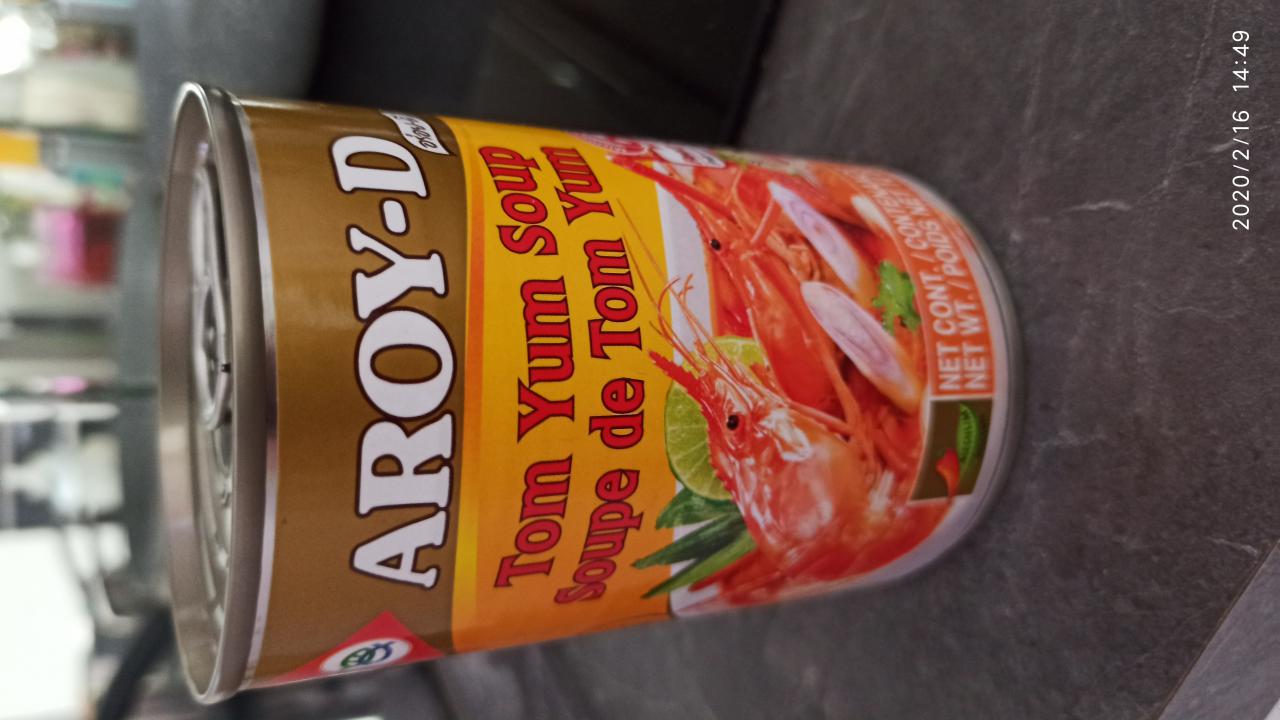 AROY-D
Tom Yum Soup
Soupe de Tom Yum
NET CONT. /
NET WT. / POIDS NET
2020/2/16 14:49